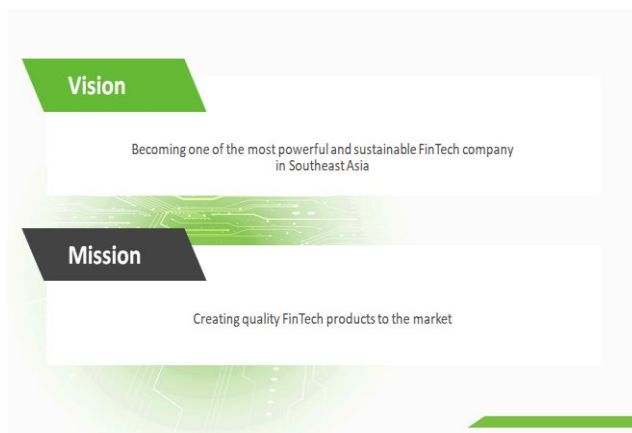 Vision
Becoming one of the most powerful and sustainable FinTech company
in Southeast Asia
Mission
Creating quality FinTech products to the market